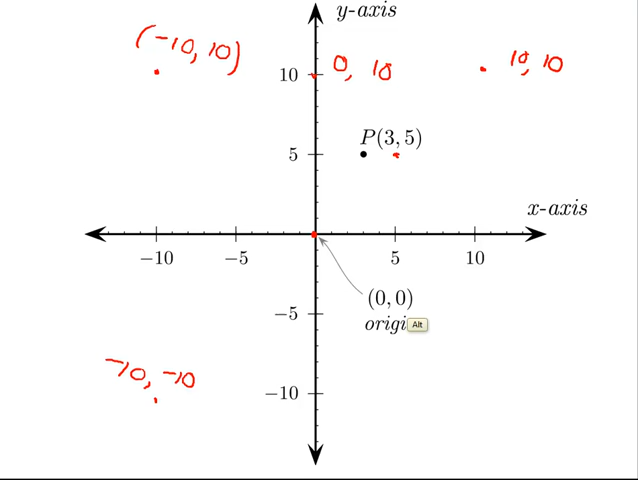 y-axis
(-10, 10)
10
0, 10
10, 10
P(3, 5)
5
x-axis
−10
−5
5
10
(0, 0)
origi
Alt
−5
-10, -10
−10